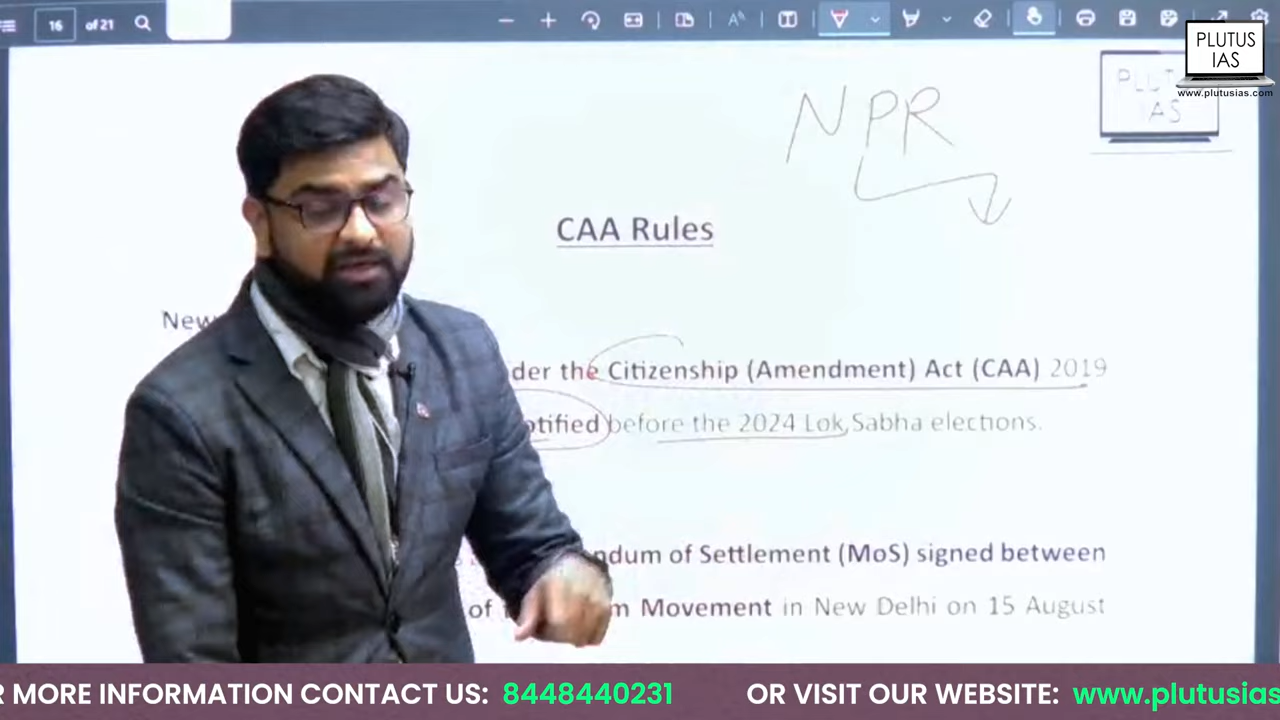 16 of 21
PLUTUS
IAS
www.plutusias.com
NPR
CAA Rules
New
der the Citizenship (Amendment) Act (CAA) 2019
otified before the 2024 Lok Sabha elections.
ndum of Settlement (MoS) signed between
of m Movement in New Delhi on 15 August
R MORE INFORMATION CONTACT US: 8448440231 OR VISIT OUR WEBSITE: www.plutusias